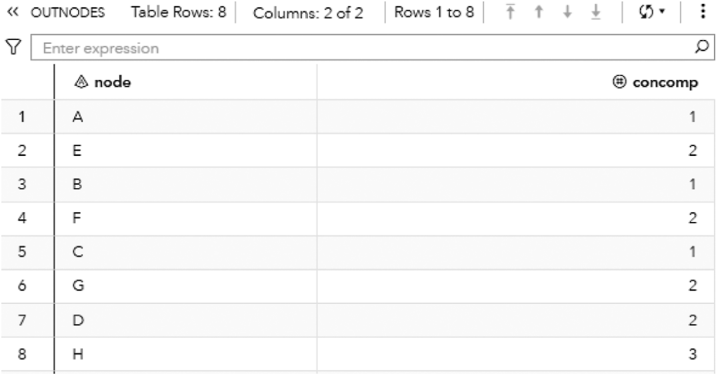 OUTNODES Table Rows: 8 Columns: 2 of 2 Rows 1 to 8
Enter expression
node concomp
1 A 1
2 E 2
3 B 1
4 F 2
5 C 1
6 G 2
7 D 2
8 H 3